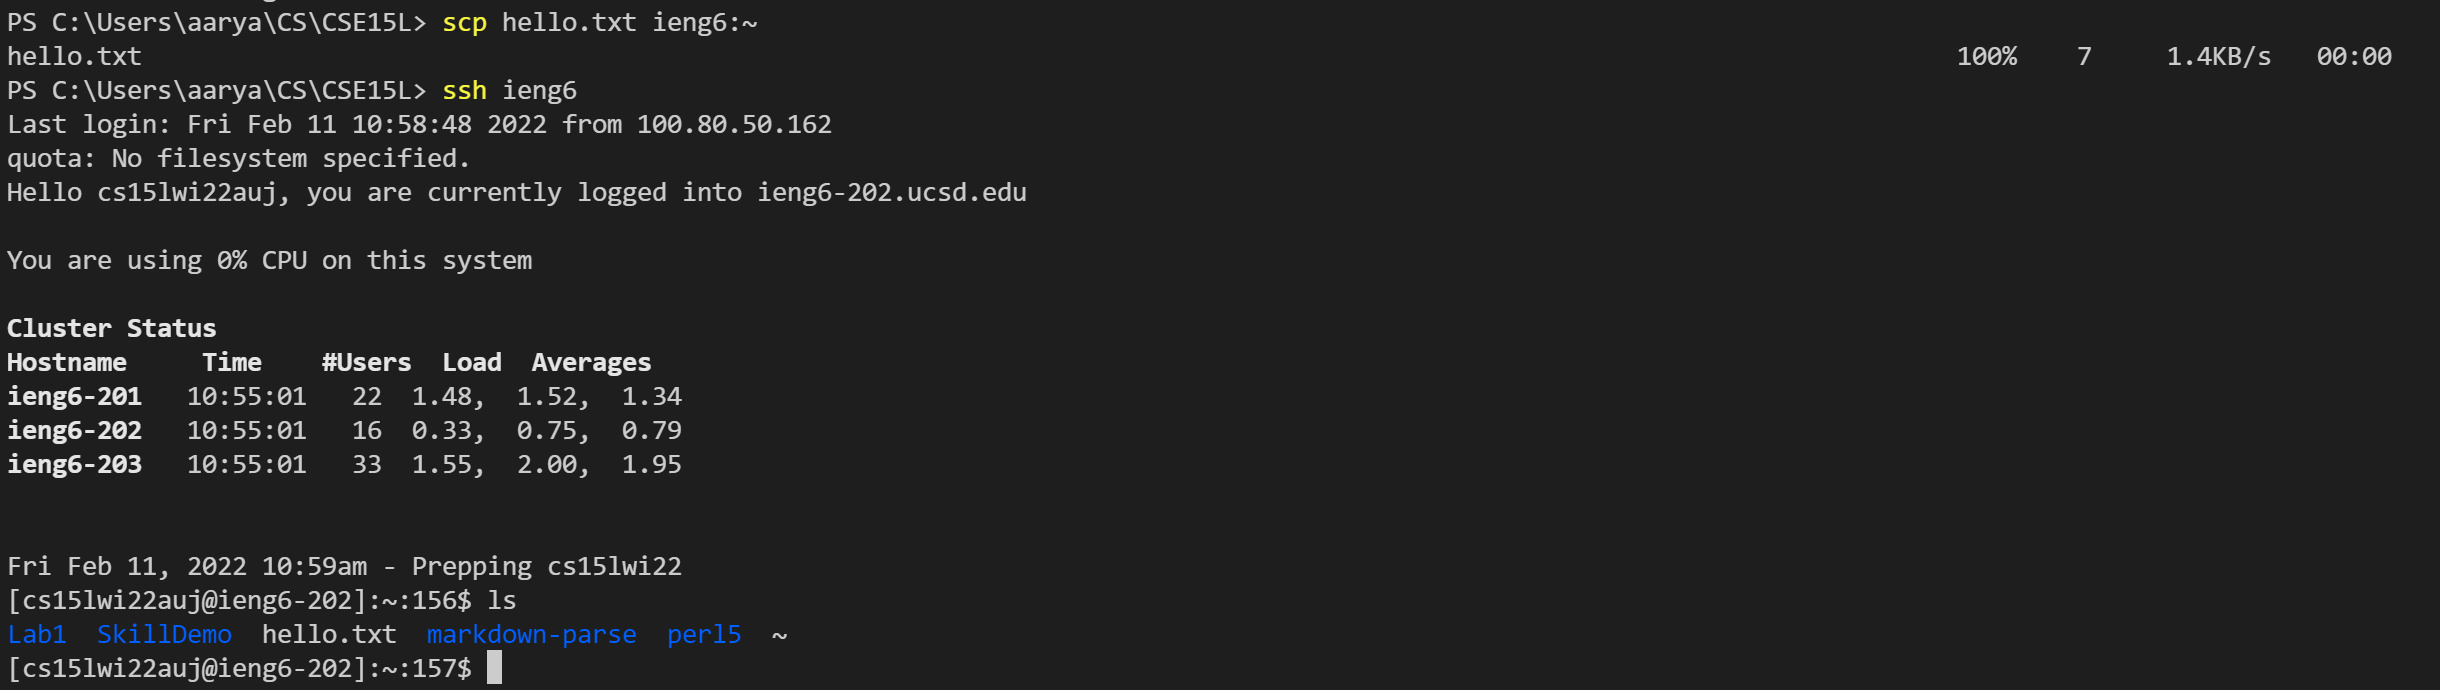 PS C:\Users\aarya\CS\CSE15L> scp hello.txt ieng6:~
hello.txt 100% 7 1.4KB/s 00:00
PS C:\Users\aarya\CS\CSE15L> ssh ieng6
Last login: Fri Feb 11 10:58:48 2022 from 100.80.50.162
quota: No filesystem specified.
Hello cs15lwi22auj, you are currently logged into ieng6-202.ucsd.edu
You are using 0% CPU on this system
Cluster Status
Hostname Time #Users Load Averages
ieng6-201 10:55:01 22 1.48, 1.52, 1.34
ieng6-202 10:55:01 16 0.33, 0.75, 0.79
ieng6-203 10:55:01 33 1.55, 2.00, 1.95
Fri Feb 11, 2022 10:59am - Prepping cs15lwi22
[cs15lwi22auj@ieng6-202]:~:156$ ls
Lab1 SkillDemo hello.txt markdown-parse perl5 ~
[cs15lwi22auj@ieng6-202]:~:157$